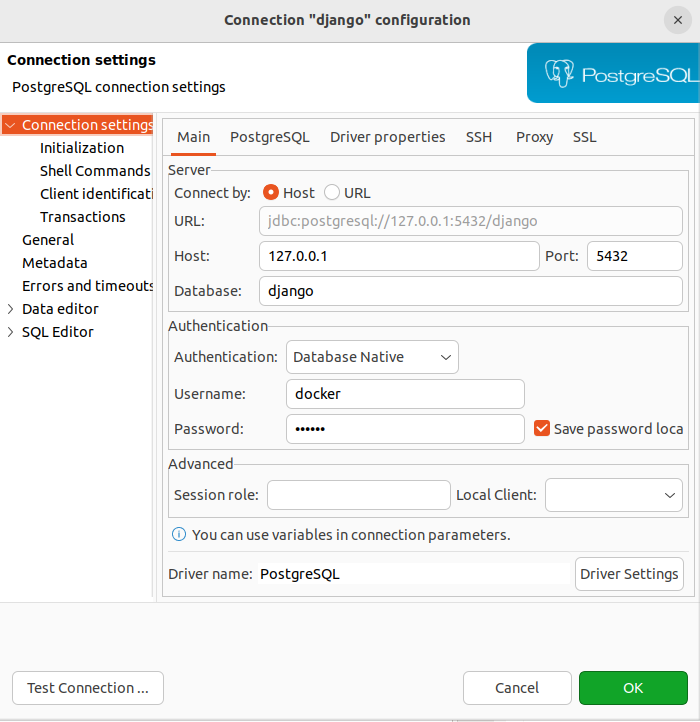 Connection "django" configuration
Connection settings
PostgreSQL connection settings
PostgreSQL
Connection settings
Initialization
Shell Commands
Client identificati
Transactions
General
Metadata
Errors and timeouts
Data editor
SQL Editor
Main PostgreSQL Driver properties SSH Proxy SSL
Server
Connect by: Host URL
URL: jdbc:postgresql://127.0.0.1:5432/django
Host: 127.0.0.1 Port: 5432
Database: django
Authentication
Authentication: Database Native
Username: docker
Password: ••••••  Save password loca
Advanced
Session role: Local Client:
You can use variables in connection parameters.
Driver name: PostgreSQL Driver Settings
Test Connection ... Cancel OK